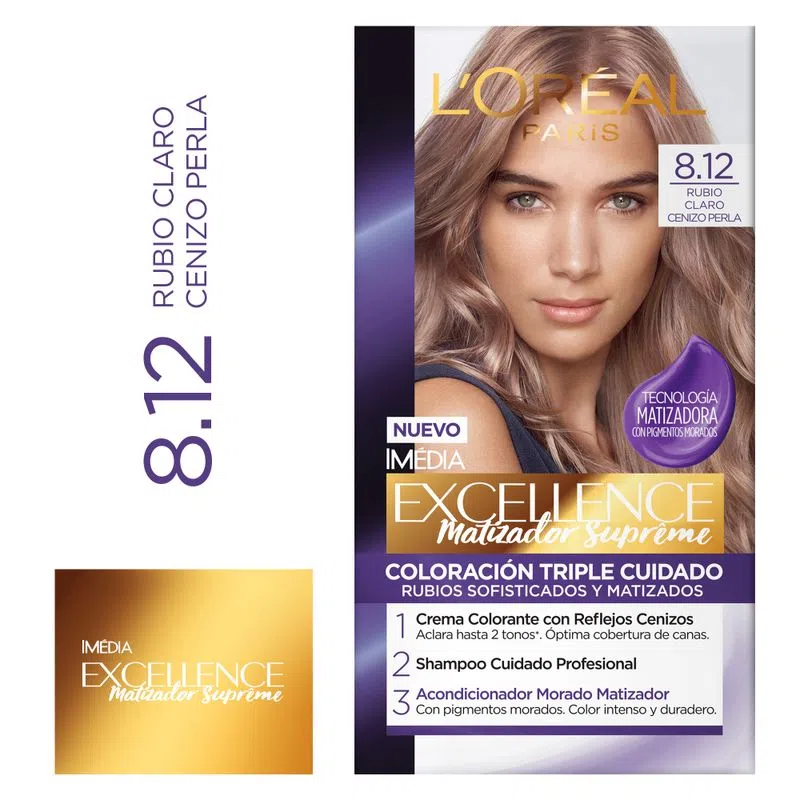 8.12
RUBIO CLARO
CENIZO PERLA
IMÉDIA
EXCELLENCE
Matizador Suprême
L'ORÉAL
PARIS
8.12
RUBIO
CLARO
CENIZO PERLA
TECNOLOGÍA
MATIZADORA
CON PIGMENTOS MORADOS
NUEVO
IMÉDIA
EXCELLENCE
Matizador Suprême
COLORACIÓN TRIPLE CUIDADO
RUBIOS SOFISTICADOS Y MATIZADOS
1 Crema Colorante con Reflejos Cenizos
Aclara hasta 2 tonos*. Óptima cobertura de canas.
2 Shampoo Cuidado Profesional
3 Acondicionador Morado Matizador
Con pigmentos morados. Color intenso y duradero.